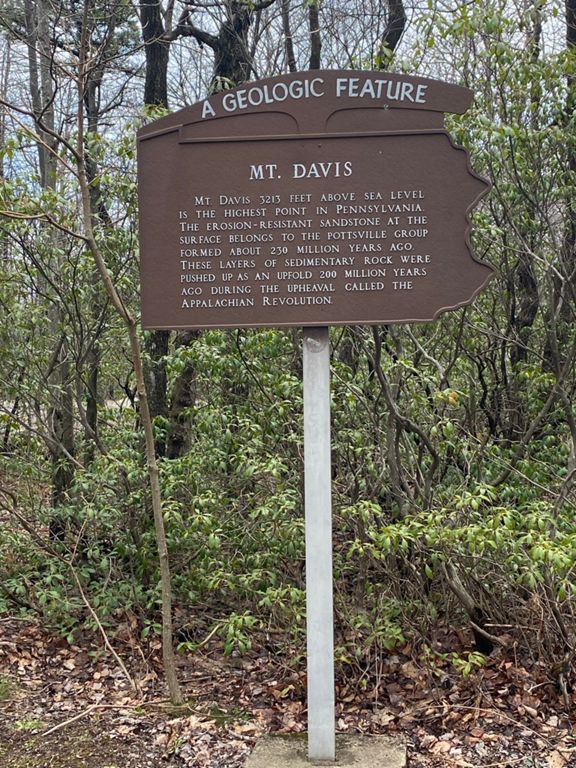 A GEOLOGIC FEATURE
MT. DAVIS
MT. DAVIS 3213 FEET ABOVE SEA LEVEL
IS THE HIGHEST POINT IN PENNSYLVANIA.
THE EROSION-RESISTANT SANDSTONE AT THE
SURFACE BELONGS TO THE POTTSVILLE GROUP
FORMED ABOUT 230 MILLION YEARS AGO.
THESE LAYERS OF SEDIMENTARY ROCK WERE
PUSHED UP AS AN UPFOLD 200 MILLION YEARS
AGO DURING THE UPHEAVAL CALLED THE
APPALACHIAN REVOLUTION.